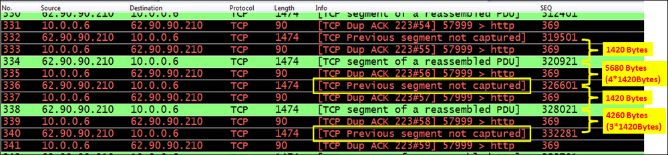 No. Source Destination Protocol Length Info SEQ
330 62.90.90.210 10.0.0.6 TCP 1474 [TCP segment of a reassembled PDU] 312401
331 10.0.0.6 62.90.90.210 TCP 90 [TCP Dup ACK 223#54] 57999 > http 369
332 62.90.90.210 10.0.0.6 TCP 1474 [TCP Previous segment not captured] 319501
333 10.0.0.6 62.90.90.210 TCP 90 [TCP Dup ACK 223#55] 57999 > http 369
1420 Bytes
334 62.90.90.210 10.0.0.6 TCP 1474 [TCP segment of a reassembled PDU] 320921
335 10.0.0.6 62.90.90.210 TCP 90 [TCP Dup ACK 223#56] 57999 > http 369
5680 Bytes
(4*1420Bytes)
336 62.90.90.210 10.0.0.6 TCP 1474 [TCP Previous segment not captured] 326601
337 10.0.0.6 62.90.90.210 TCP 90 [TCP Dup ACK 223#57] 57999 > http 369
1420 Bytes
338 62.90.90.210 10.0.0.6 TCP 1474 [TCP segment of a reassembled PDU] 328021
339 10.0.0.6 62.90.90.210 TCP 90 [TCP Dup ACK 223#58] 57999 > http 369
4260 Bytes
(3*1420Bytes)
340 62.90.90.210 10.0.0.6 TCP 1474 [TCP Previous segment not captured] 332281
341 10.0.0.6 62.90.90.210 TCP 90 [TCP Dup ACK 223#59] 57999 > http 369